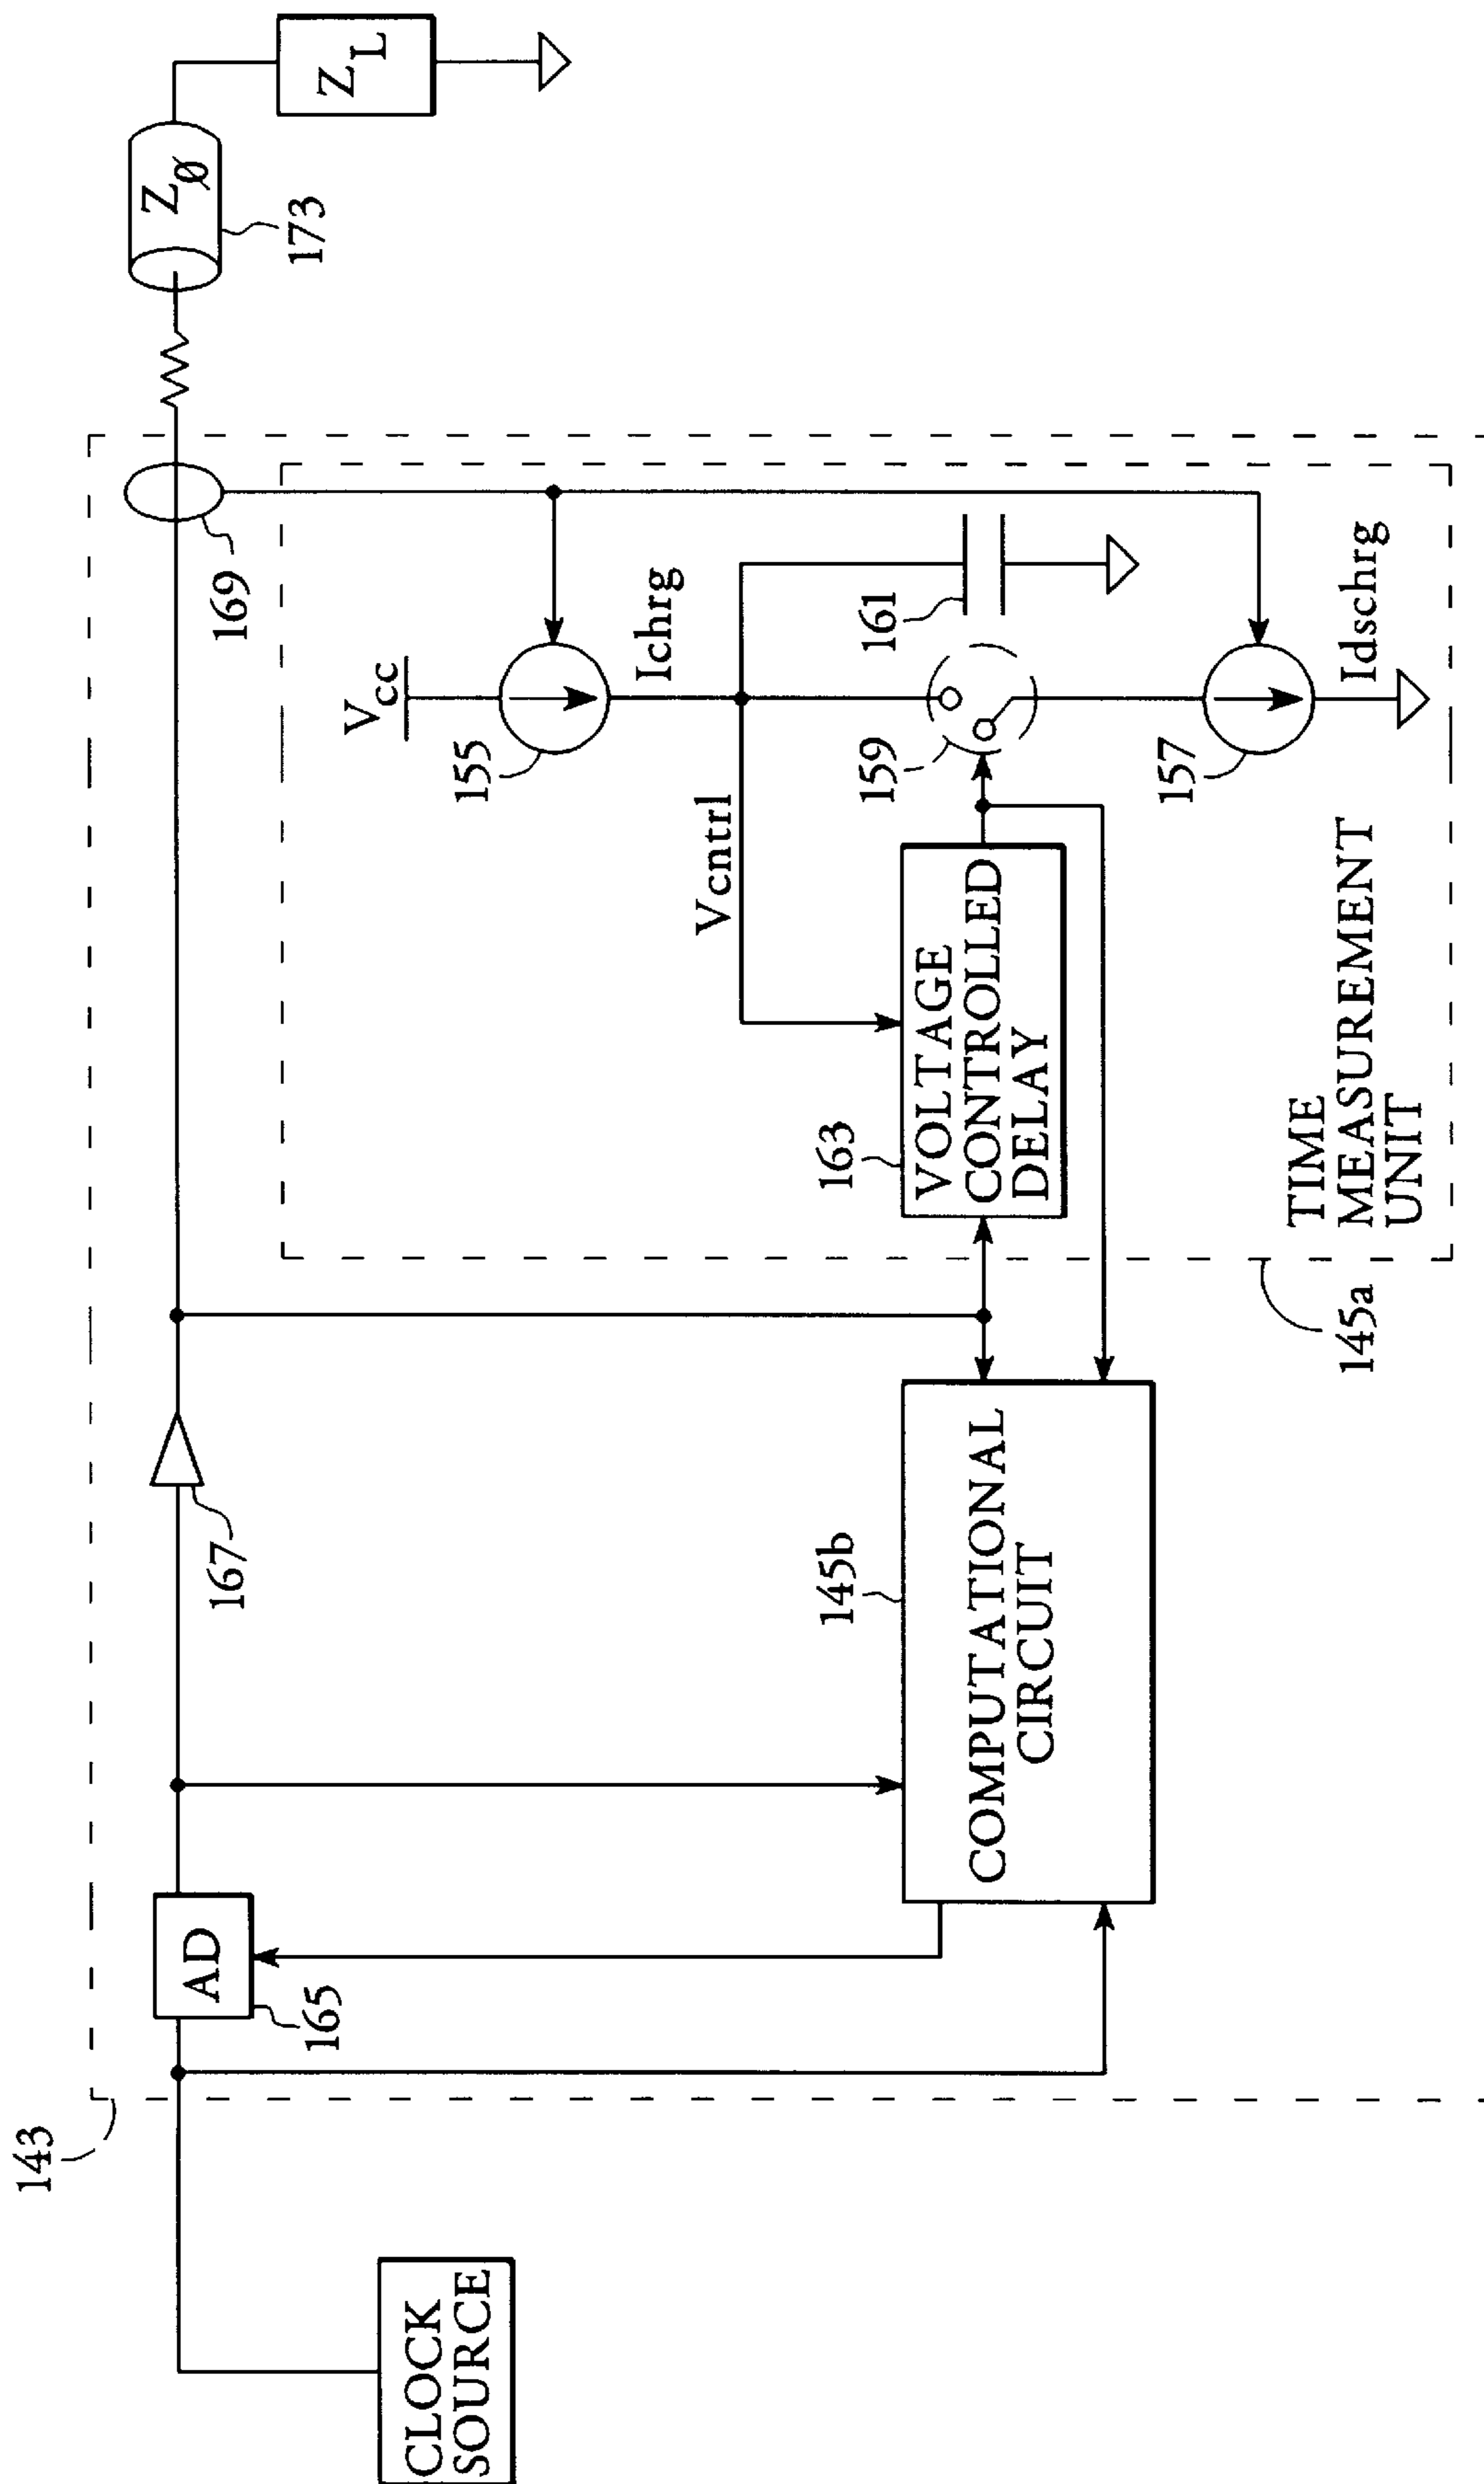 143
CLOCK
SOURCE
AD
165
167
169
Z0̸
173
ZL
145b
COMPUTATIONAL
CIRCUIT
163
VOLTAGE
CONTROLLED
DELAY
Vcntrl
Vcc
155
Ichrg
159
161
157
Idschrg
TIME
MEASUREMENT
UNIT
145a